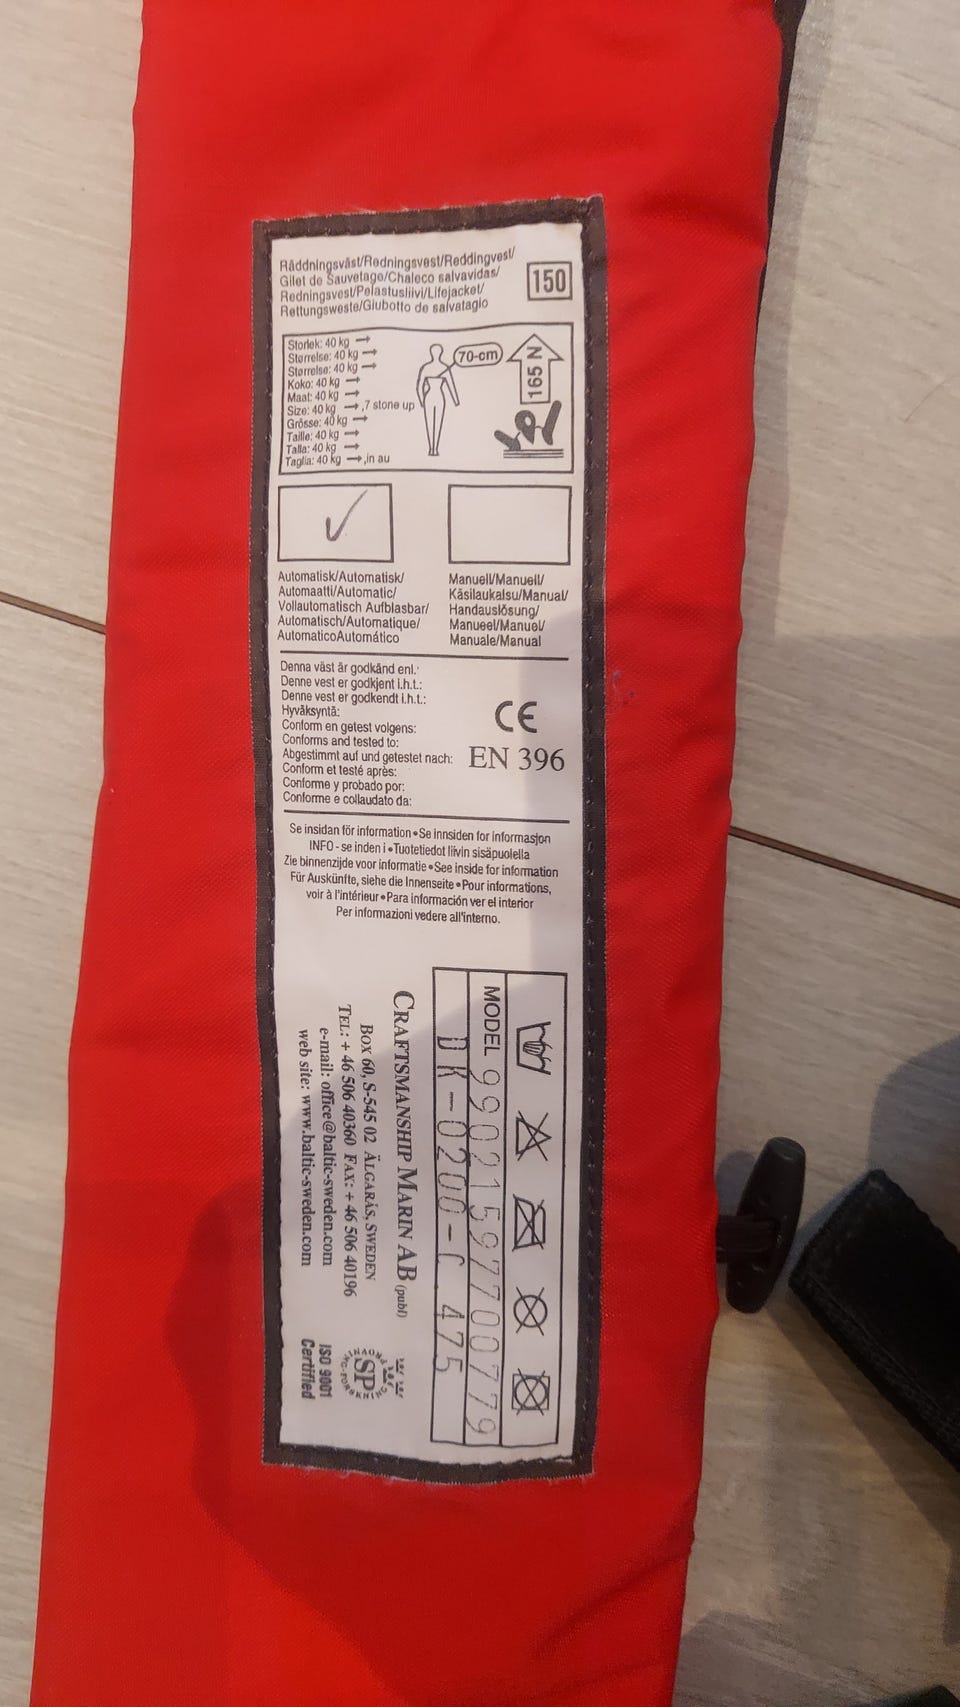 Räddningsväst/Redningsvest/Reddingvest/
Gilet de Sauvetage/Chaleco salvavidas/
Redningsvest/Pelastusliivi/Lifejacket/
Rettungsweste/Giubotto de salvatagio
150
Storlek: 40 kg →
Størrelse: 40 kg →
Størrelse: 40 kg →
Koko: 40 kg →
Maat: 40 kg →
Size: 40 kg →,7 stone up
Grösse: 40 kg →
Taille: 40 kg →
Talla: 40 kg →
Taglia: 40 kg →,in au
70-cm
165 N
✓
Automatisk/Automatisk/
Automaatti/Automatic/
Vollautomatisch Aufblasbar/
Automatisch/Automatique/
AutomaticoAutomático
Manuell/Manuell/
Käsilaukaisu/Manual/
Handauslösung/
Manueel/Manuel/
Manuale/Manual
Denna väst är godkänd enl.:
Denne vest er godkjent i.h.t.:
Denne vest er godkendt i.h.t.:
Hyväksyntä:
Conform en getest volgens:
Conforms and tested to:
Abgestimmt auf und getestet nach:
Conform et testé après:
Conforme y probado por:
Conforme e collaudato da:
CE
EN 396
Se insidan för information • Se innsiden for informasjon
INFO - se inden i • Tuotetiedot liivin sisäpuolella
Zie binnenzijde voor informatie • See inside for information
Für Auskünfte, siehe die Innenseite • Pour informations,
voir à l'intérieur • Para información ver el interior
Per informazioni vedere all'interno.
MODEL 99021597700779
DK-0200-C 475
CRAFTSMANSHIP MARIN AB (publ)
BOX 60, S-545 02 ÄLGARÅS, SWEDEN
TEL: + 46 506 40360 FAX: + 46 506 40196
e-mail: office@baltic-sweden.com
web site: www.baltic-sweden.com
SP
ISO 9001
Certified